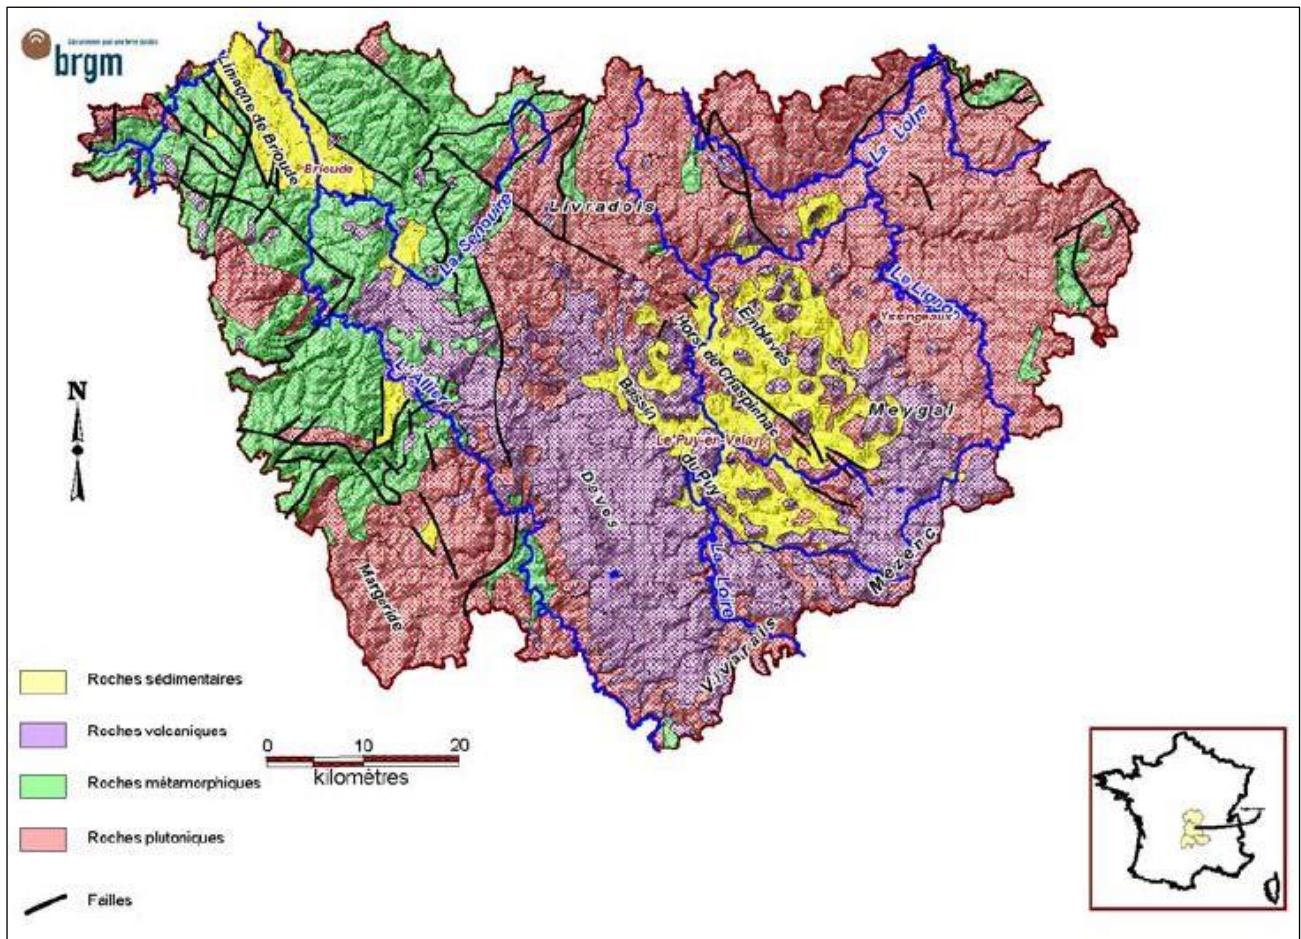 brgm
Limagne de Brioude
Brioude
La Senouire
Livradois
La Loire
Le Lignon
Yssingeaux
Emblaves
Horst de Chaspinhac
Bassin
du Puy
Le Puy-en-Velay
Meygal
L'Allier
Deves
Mézenc
La Loire
Margeride
Vivarais
N
Roches sédimentaires
Roches volcaniques
Roches métamorphiques
Roches plutoniques
Failles
0 10 20
kilomètres